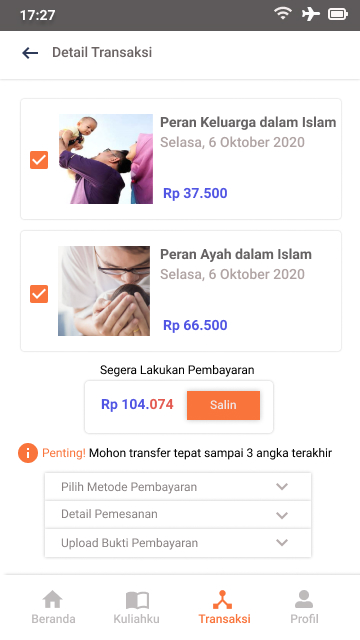 17:27
Detail Transaksi
Peran Keluarga dalam Islam
Selasa, 6 Oktober 2020
Rp 37.500
Peran Ayah dalam Islam
Selasa, 6 Oktober 2020
Rp 66.500
Segera Lakukan Pembayaran
Rp 104.074
Salin
Penting! Mohon transfer tepat sampai 3 angka terakhir
Pilih Metode Pembayaran
Detail Pemesanan
Upload Bukti Pembayaran
Beranda
Kuliahku
Transaksi
Profil